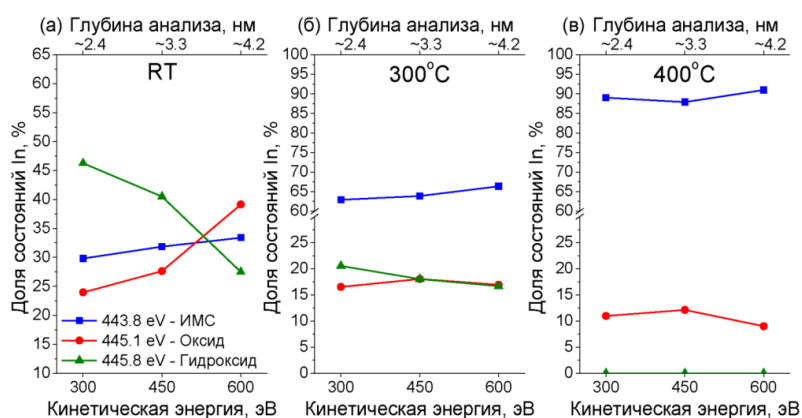 (а) Глубина анализа, нм
~2.4 ~3.3 ~4.2
RT
Доля состояний In, %
65
60
55
50
45
40
35
30
25
20
15
10
443.8 eV - ИМС
445.1 eV - Оксид
445.8 eV - Гидроксид
300 450 600
Кинетическая энергия, эВ
(б) Глубина анализа, нм
~2.4 ~3.3 ~4.2
300°C
Доля состояний In, %
100
95
90
85
80
75
70
65
60
25
20
15
10
5
0
300 450 600
Кинетическая энергия, эВ
(в) Глубина анализа, нм
~2.4 ~3.3 ~4.2
400°C
Доля состояний In, %
100
95
90
85
80
75
70
65
60
25
20
15
10
5
0
300 450 600
Кинетическая энергия, эВ